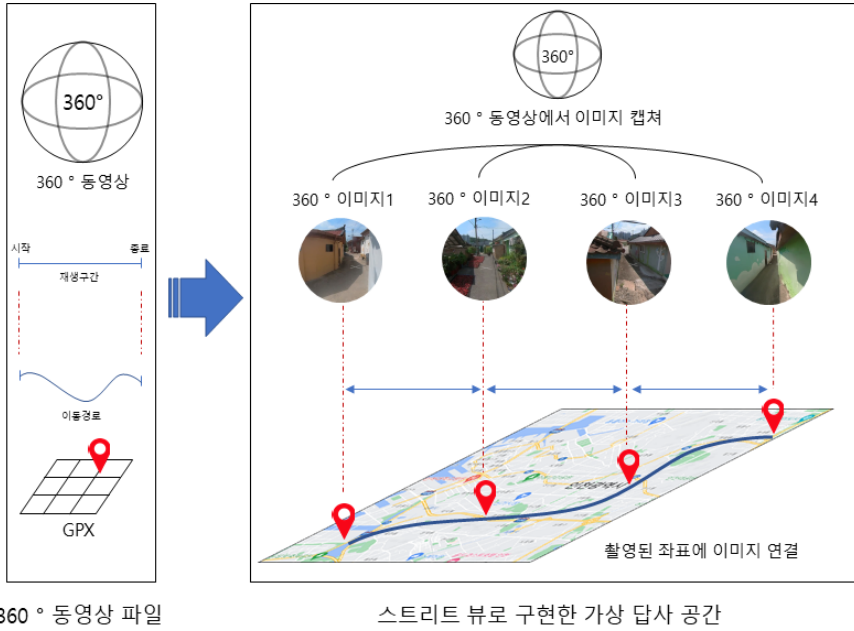 360°
360 ° 동영상
시작
종료
재생구간
이동경로
GPX
360°
360 ° 동영상에서 이미지 캡쳐
360 ° 이미지1
360 ° 이미지2
360 ° 이미지3
360 ° 이미지4
촬영된 좌표에 이미지 연결
360 ° 동영상 파일
스트리트 뷰로 구현한 가상 답사 공간